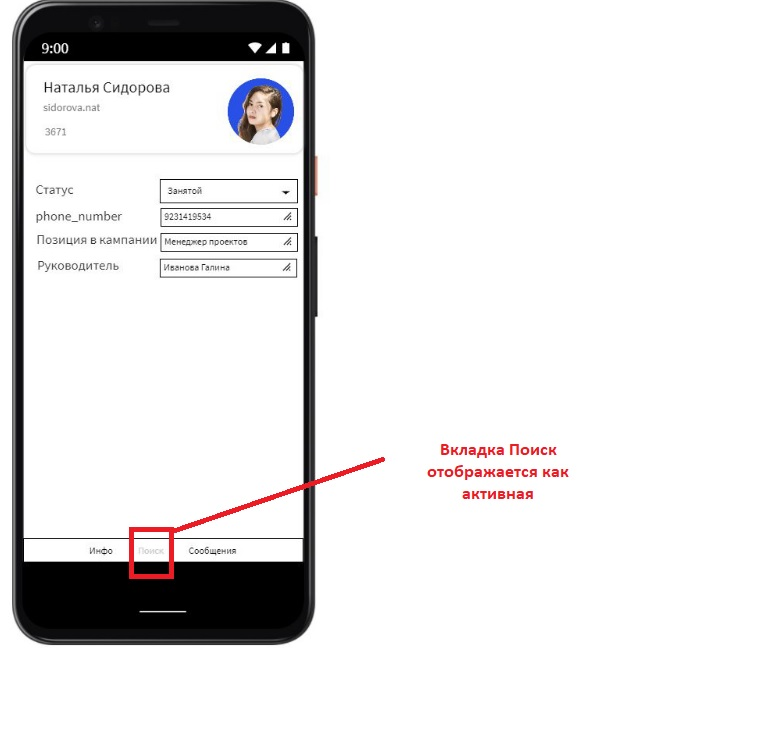 9:00
Наталья Сидорова
sidorova.nat
3671
Статус Занятой
phone_number 9231419534
Позиция в кампании Менеджер проектов
Руководитель Иванова Галина
Вкладка Поиск
отображается как
активная
Инфо Поиск Сообщения